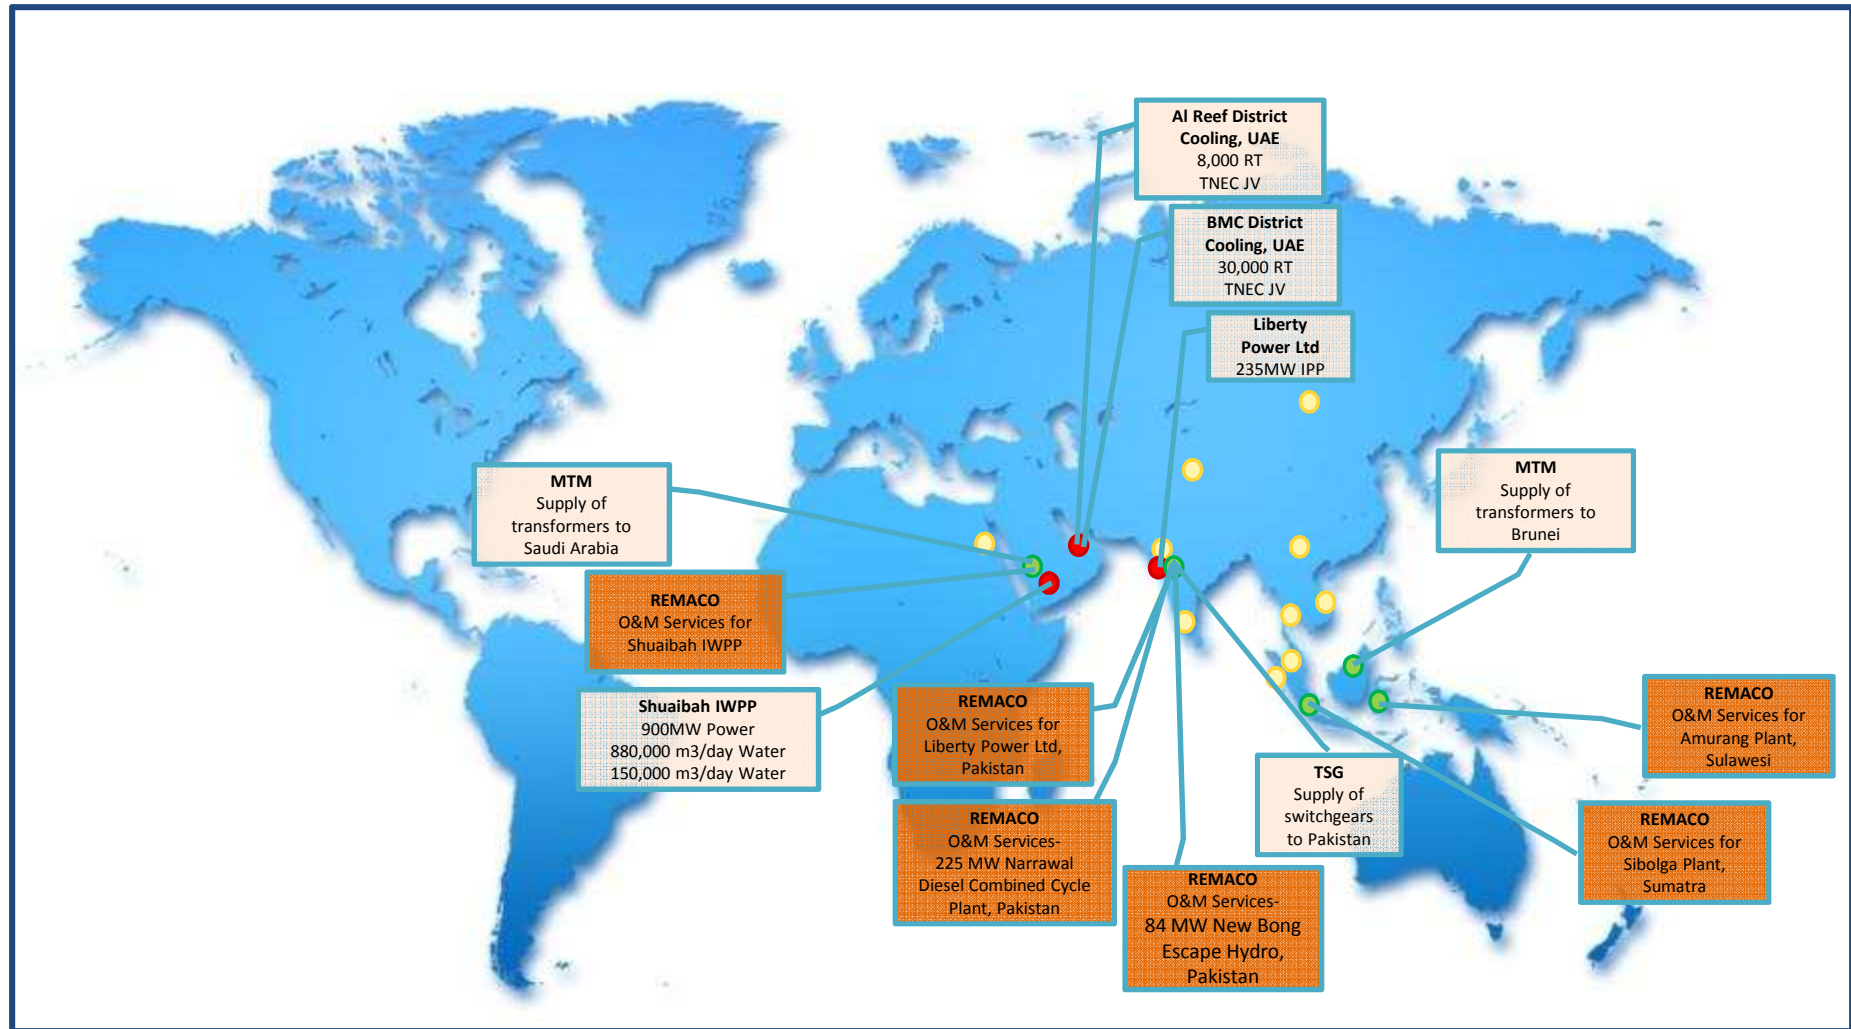 Al Reef District
Cooling, UAE
8,000 RT
TNEC JV
BMC District
Cooling, UAE
30,000 RT
TNEC JV
Liberty
Power Ltd
235MW IPP
MTM
Supply of
transformers to
Saudi Arabia
MTM
Supply of
transformers to
Brunei
REMACO
O&M Services for
Shuaibah IWPP
Shuaibah IWPP
900MW Power
880,000 m3/day Water
150,000 m3/day Water
REMACO
O&M Services for
Liberty Power Ltd,
Pakistan
REMACO
O&M Services for
Amurang Plant,
Sulawesi
TSG
Supply of
switchgears
to Pakistan
REMACO
O&M Services-
225 MW Narrawal
Diesel Combined Cycle
Plant, Pakistan
REMACO
O&M Services for
Sibolga Plant,
Sumatra
REMACO
O&M Services-
84 MW New Bong
Escape Hydro,
Pakistan